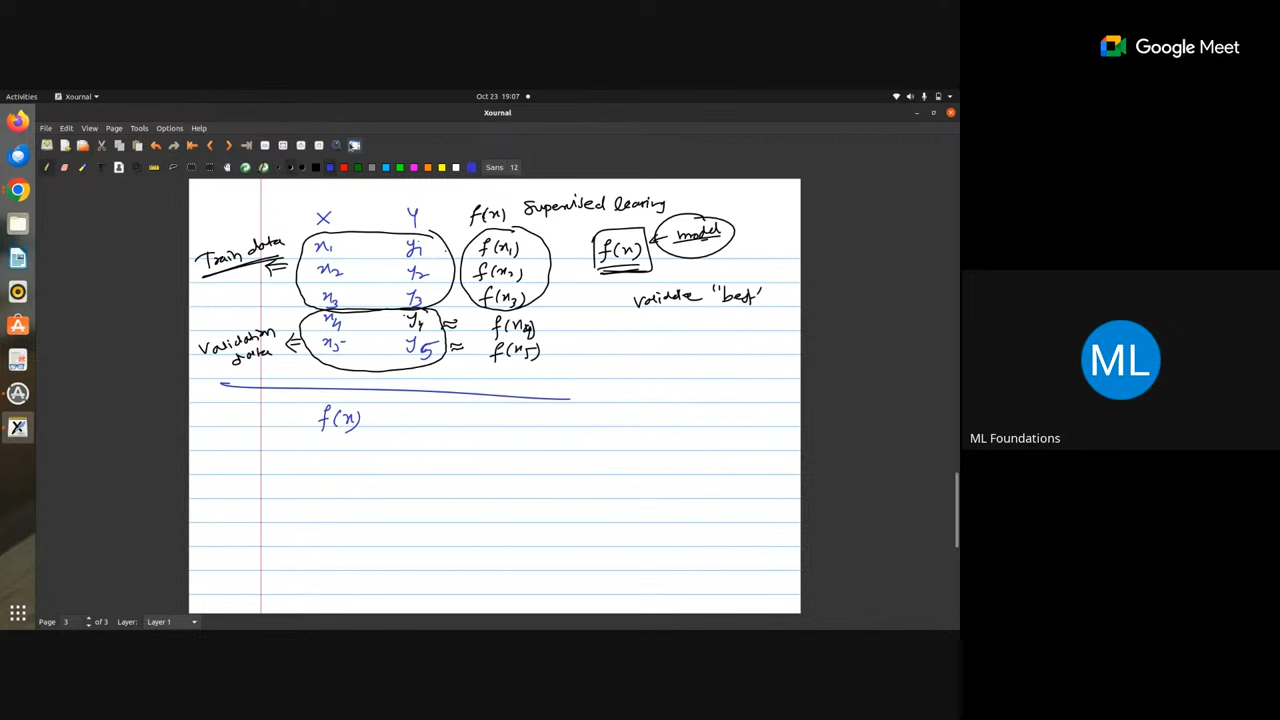 Google Meet
Activities Xournal Oct 23 19:07
Xournal
File Edit View Page Tools Options Help
Sans 12
X Y f(x) Supervised learing
Train data x1 y1 f(x1) f(x) ← model
x2 y2 f(x2)
x3 y3 f(x3) Validate "best"
x4 y4 ≈ f(x4)
Validation data x5 y5 ≈ f(x5)
f(x)
ML
ML Foundations
Page 3 of 3 Layer: Layer 1